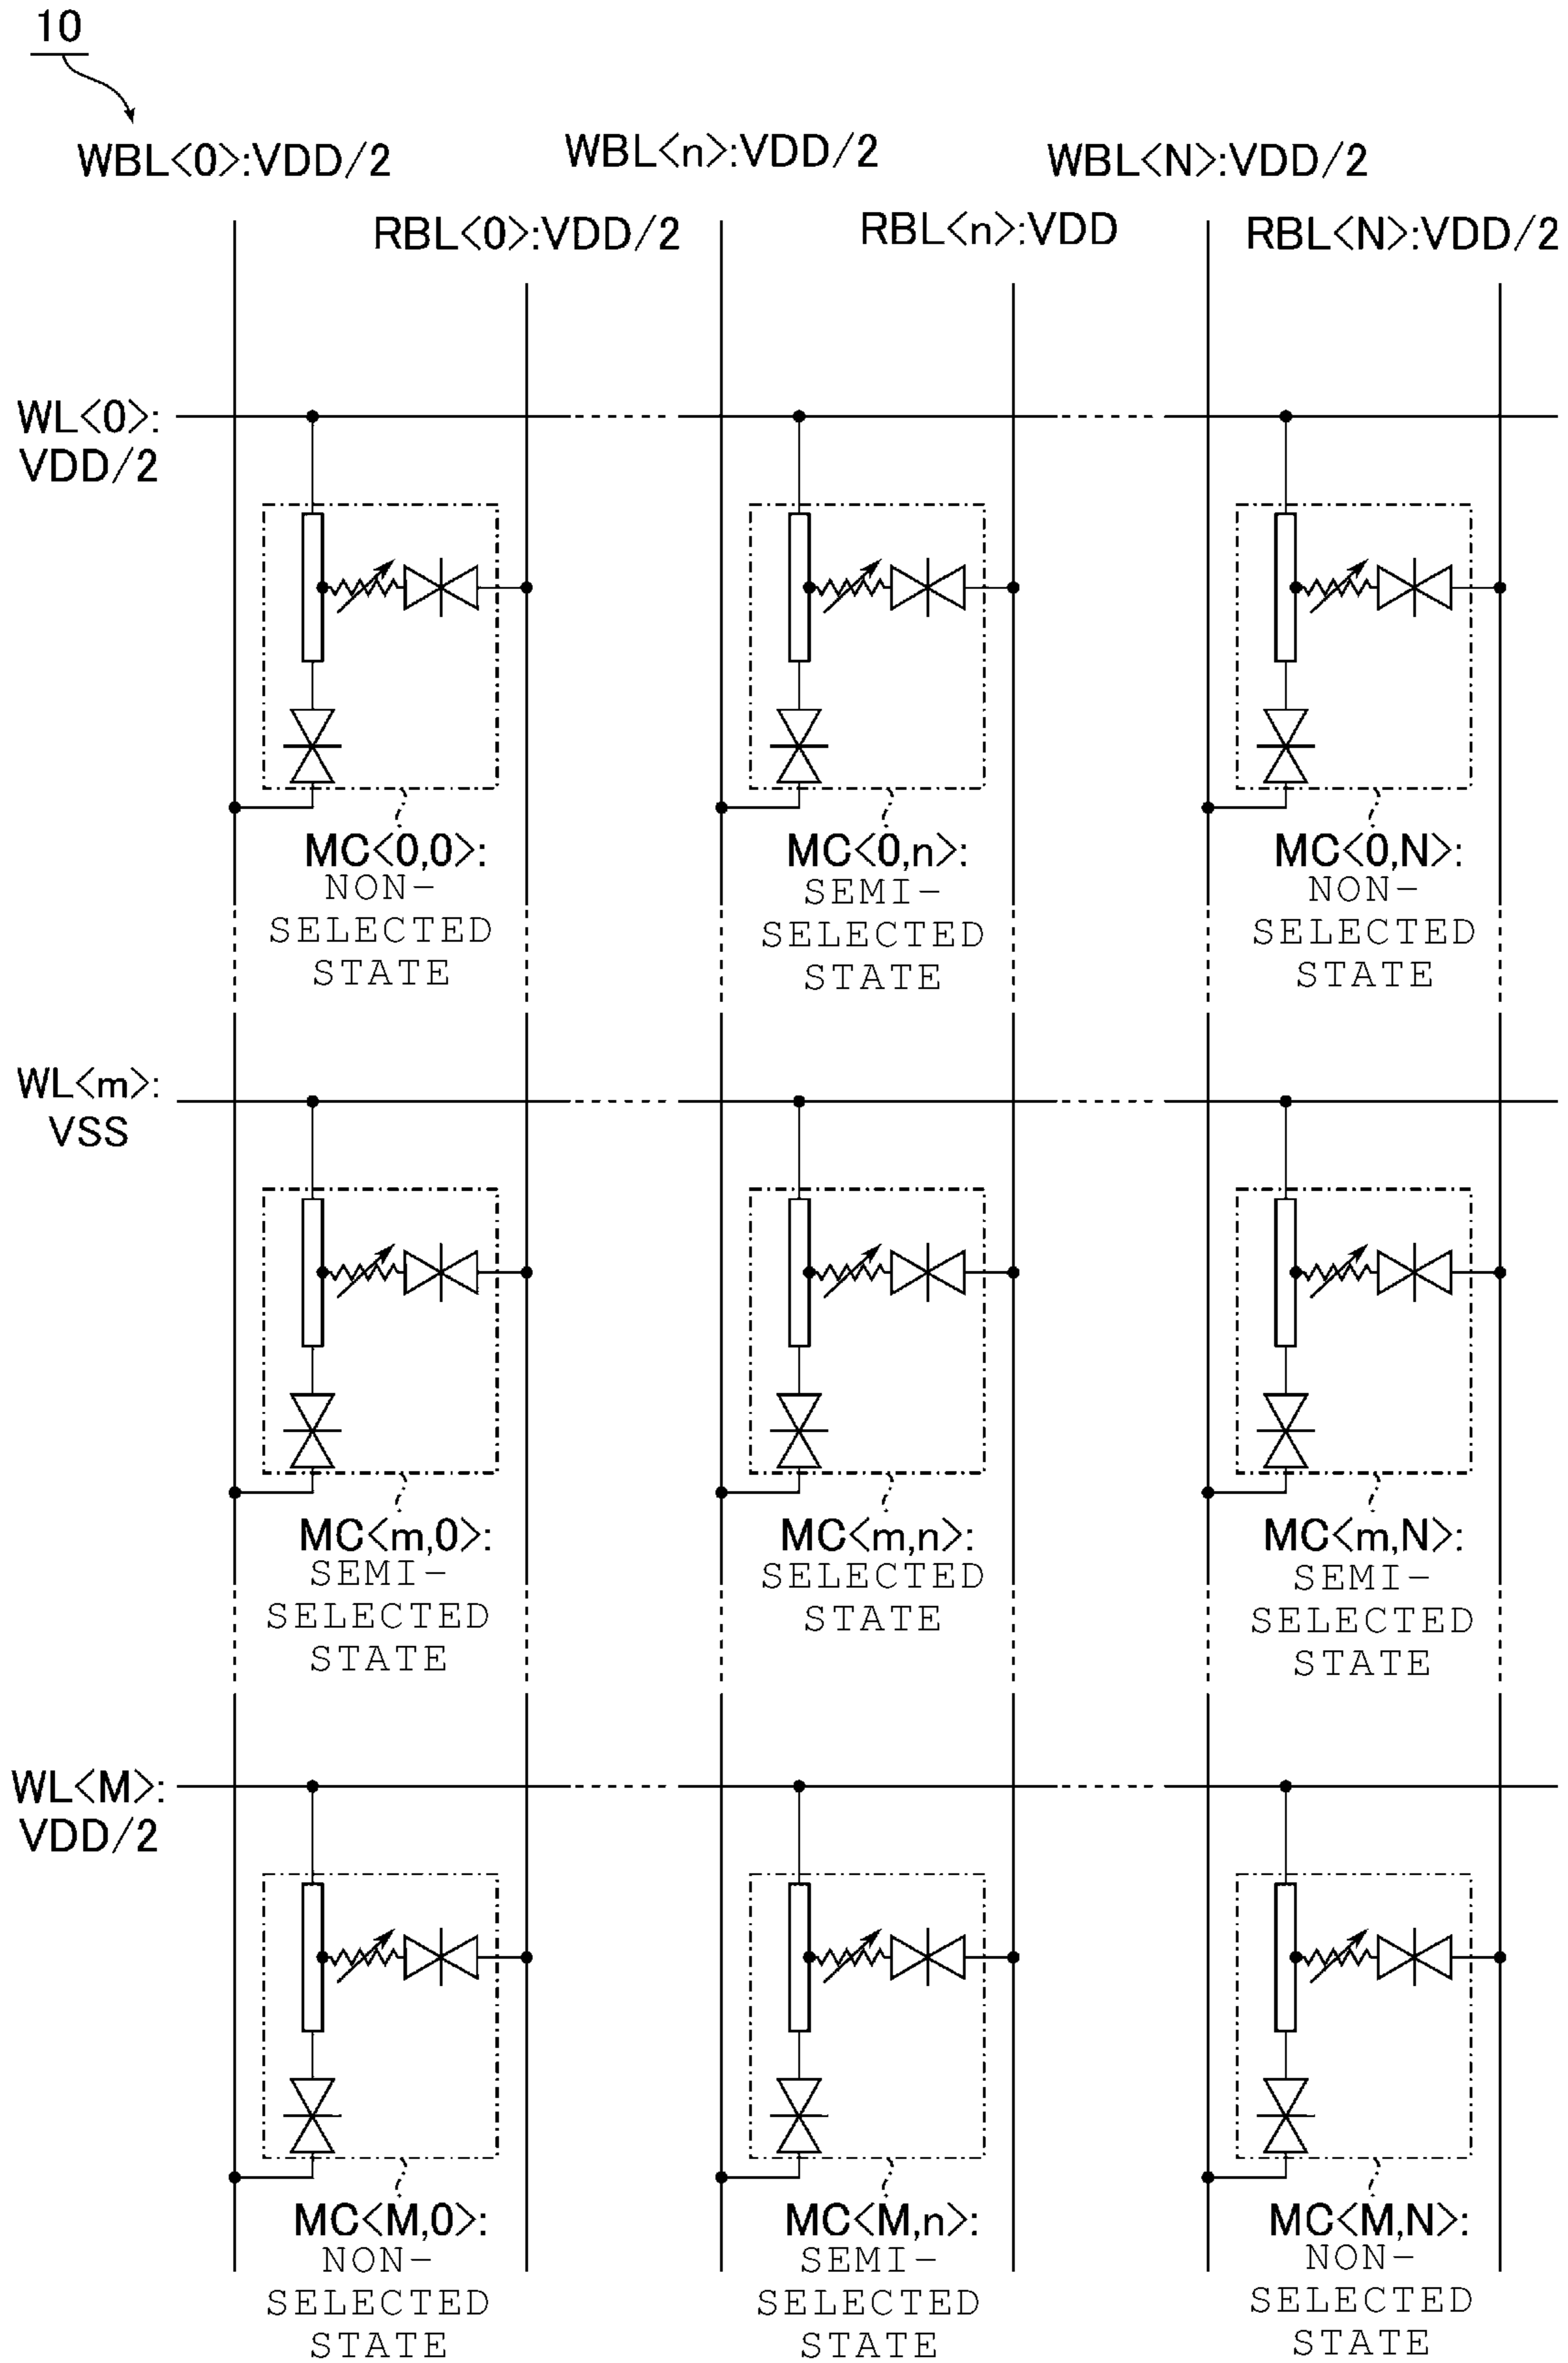 10
WBL<0>:VDD/2
WBL<n>:VDD/2
WBL<N>:VDD/2
RBL<0>:VDD/2
RBL<n>:VDD
RBL<N>:VDD/2
WL<0>:
VDD/2
MC<0,0>:
NON-
SELECTED
STATE
MC<0,n>:
SEMI-
SELECTED
STATE
MC<0,N>:
NON-
SELECTED
STATE
WL<m>:
VSS
MC<m,0>:
SEMI-
SELECTED
STATE
MC<m,n>:
SELECTED
STATE
MC<m,N>:
SEMI-
SELECTED
STATE
WL<M>:
VDD/2
MC<M,0>:
NON-
SELECTED
STATE
MC<M,n>:
SEMI-
SELECTED
STATE
MC<M,N>:
NON-
SELECTED
STATE